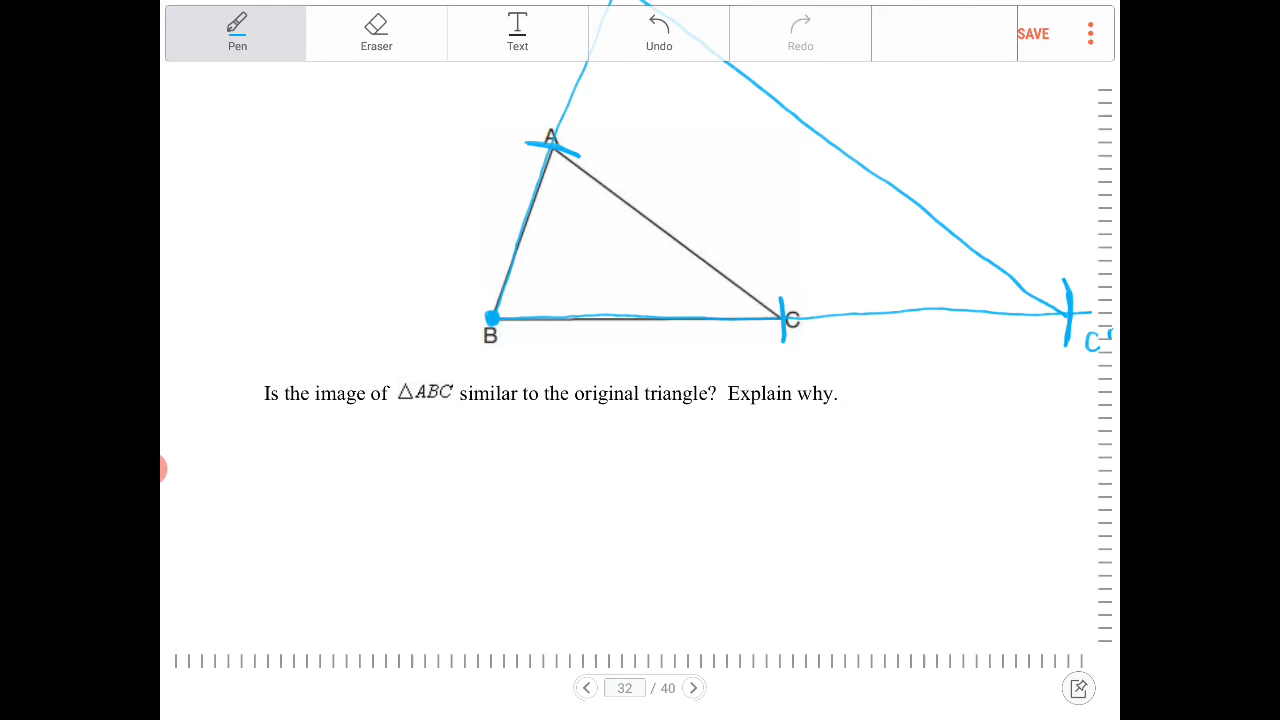 Pen Eraser Text Undo Redo SAVE
A
B
C
C'
Is the image of △ABC similar to the original triangle? Explain why.
32 / 40